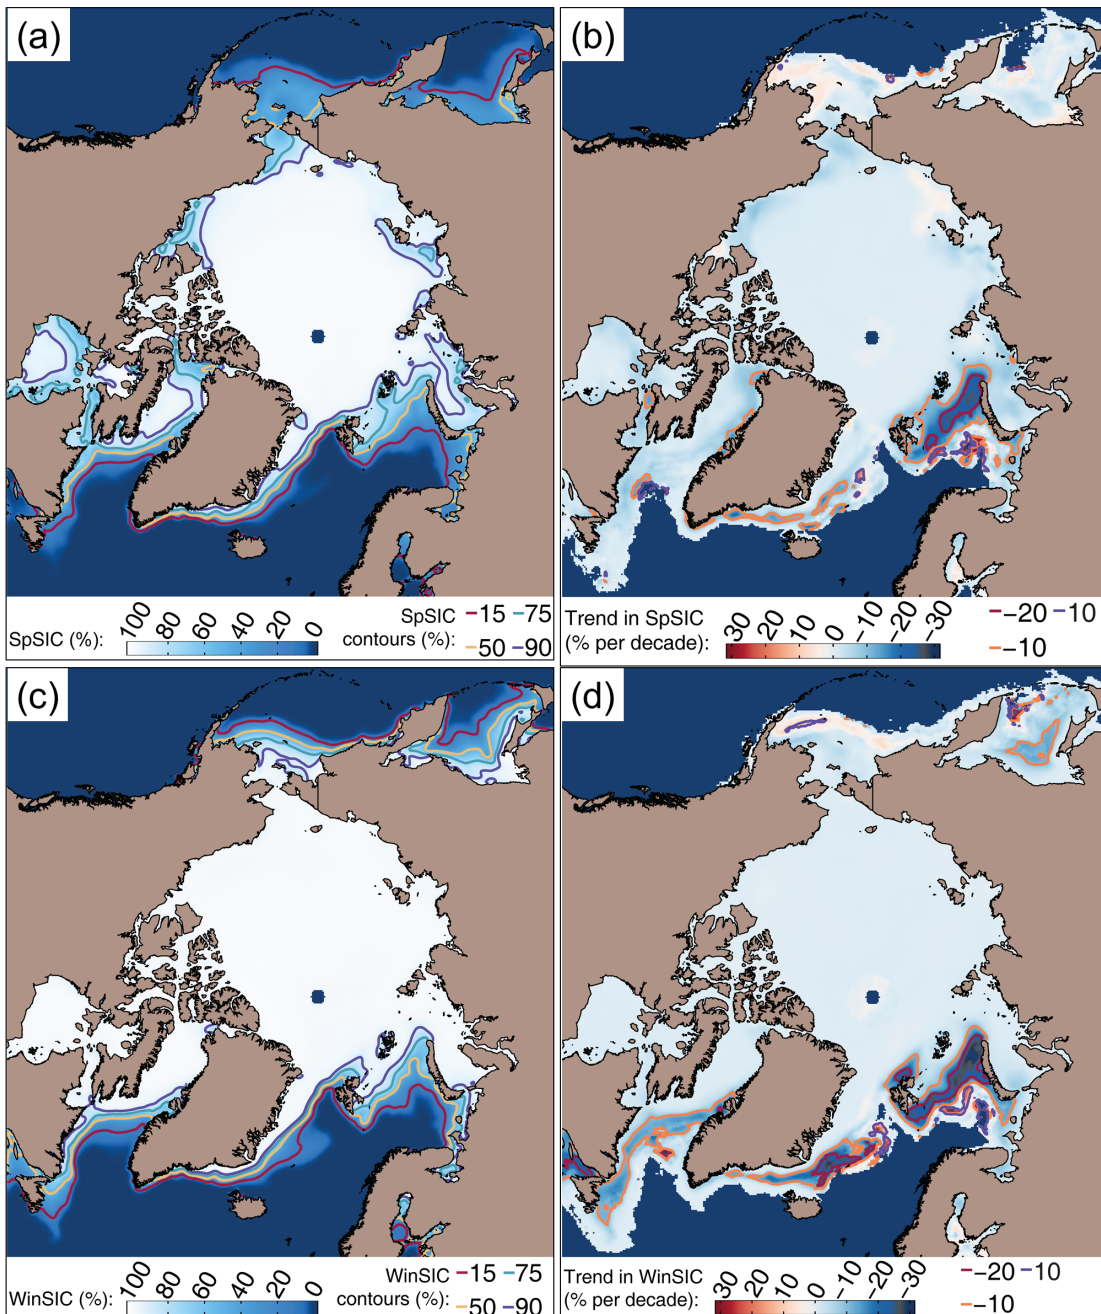 (a)
(b)
SpSIC (%):
100 80 60 40 20 0
SpSIC
contours (%):
15 75
50 90
Trend in SpSIC
(% per decade):
30 20 10 0 −10 −20 −30
−20 10
−10
(c)
(d)
WinSIC (%):
100 80 60 40 20 0
WinSIC
contours (%):
15 75
50 90
Trend in WinSIC
(% per decade):
30 20 10 0 −10 −20 −30
−20 10
−10